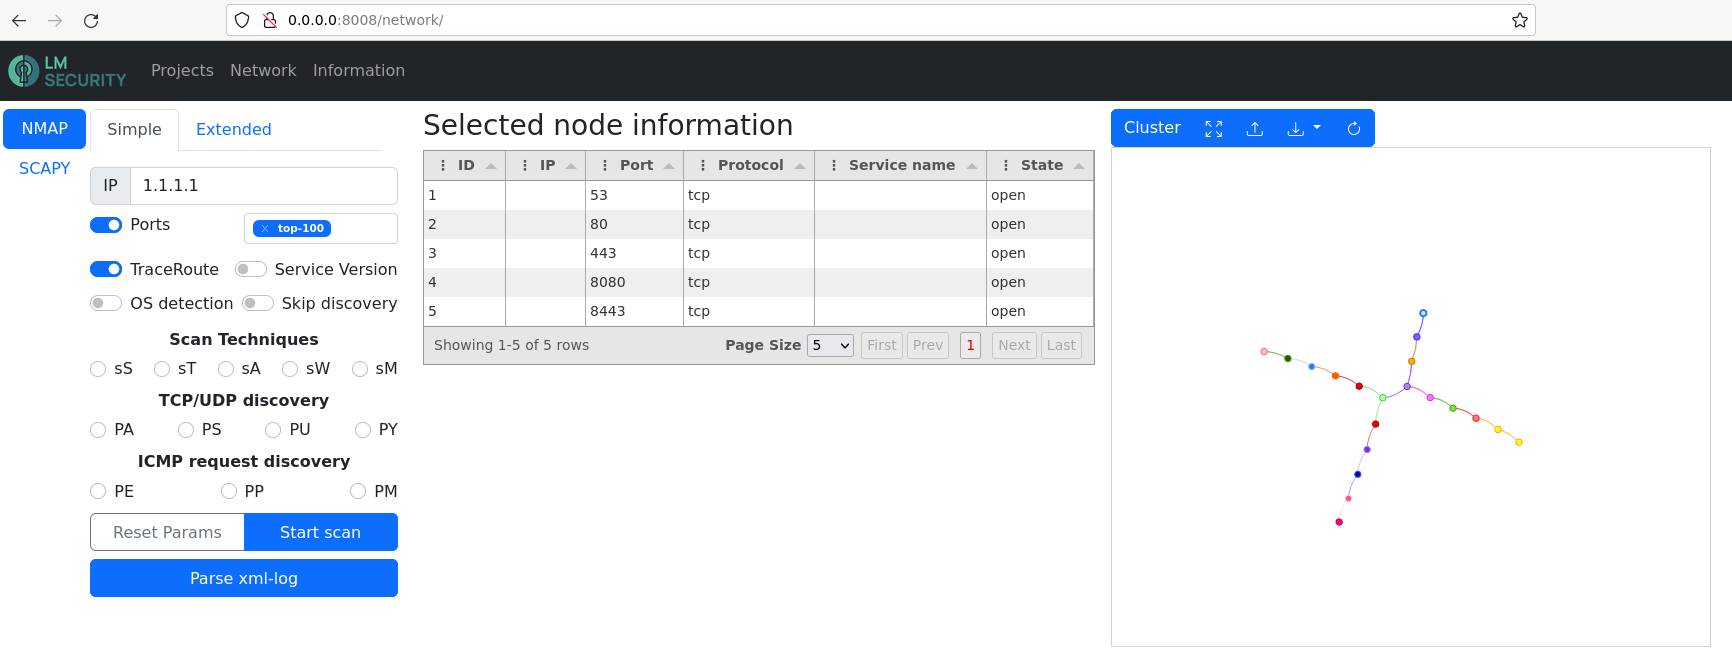 0.0.0.0:8008/network/
LM SECURITY
Projects Network Information
NMAP
SCAPY
Simple Extended
IP 1.1.1.1
Ports × top-100
TraceRoute Service Version
OS detection Skip discovery
Scan Techniques
sS sT sA sW sM
TCP/UDP discovery
PA PS PU PY
ICMP request discovery
PE PP PM
Reset Params Start scan
Parse xml-log
Selected node information
ID IP Port Protocol Service name State
1 53 tcp open
2 80 tcp open
3 443 tcp open
4 8080 tcp open
5 8443 tcp open
Showing 1-5 of 5 rows Page Size 5 First Prev 1 Next Last
Cluster